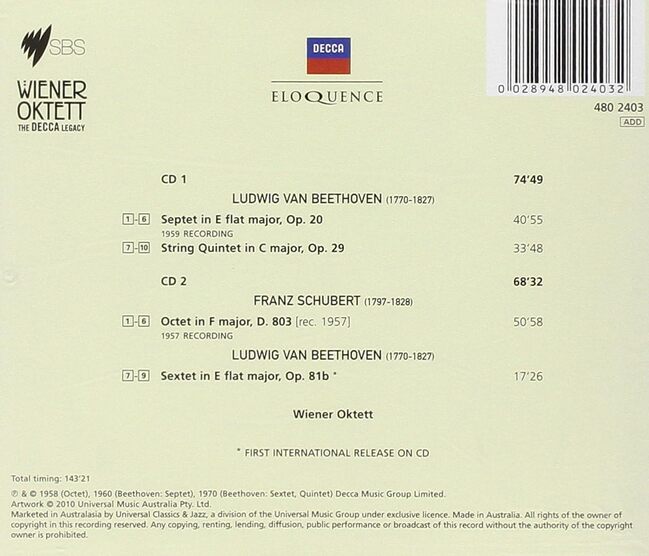 SBS
DECCA
ELOQUENCE
WIENER
OKTETT
THE DECCA LEGACY
0 028948 024032
480 2403
ADD
CD 1 74'49
LUDWIG VAN BEETHOVEN (1770-1827)
1-6 Septet in E flat major, Op. 20 40'55
1959 RECORDING
7-10 String Quintet in C major, Op. 29 33'48
CD 2 68'32
FRANZ SCHUBERT (1797-1828)
1-6 Octet in F major, D. 803 [rec. 1957] 50'58
1957 RECORDING
LUDWIG VAN BEETHOVEN (1770-1827)
7-9 Sextet in E flat major, Op. 81b * 17'26
Wiener Oktett
* FIRST INTERNATIONAL RELEASE ON CD
Total timing: 143'21
℗ & © 1958 (Octet), 1960 (Beethoven: Septet), 1970 (Beethoven: Sextet, Quintet) Decca Music Group Limited.
Artwork © 2010 Universal Music Australia Pty. Ltd.
Marketed in Australasia by Universal Classics & Jazz, a division of the Universal Music Group under exclusive licence. Made in Australia. All rights of the owner of
copyright in this recording reserved. Any copying, renting, lending, diffusion, public performance or broadcast of this record without the authority of the copyright owner
is prohibited.